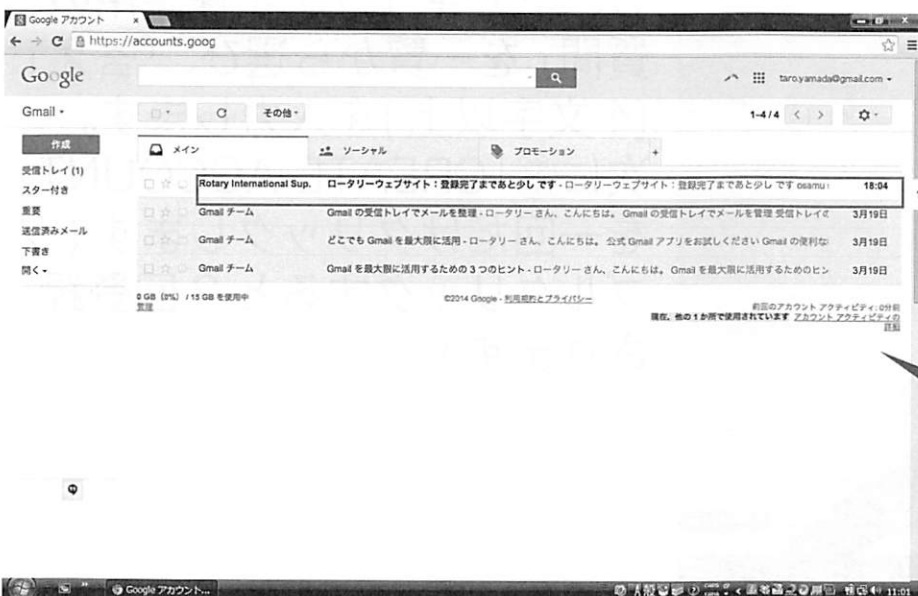 Google アカウント ×
https://accounts.goog
Google
taro.yamada@gmail.com
Gmail
その他
1–4 / 4
作成
メイン
ソーシャル
プロモーション
+
受信トレイ (1)
スター付き
重要
送信済みメール
下書き
開く
Rotary International Sup. ロータリーウェブサイト：登録完了まであと少し です - ロータリーウェブサイト：登録完了まであと少し です osamu 18:04
Gmail チーム Gmail の受信トレイでメールを整理 - ロータリー さん、こんにちは。 Gmail の受信トレイでメールを管理 受信トレイ 3月19日
Gmail チーム どこでも Gmail を最大限に活用 - ロータリー さん、こんにちは。 公式 Gmail アプリをお試しください Gmail の便利な 3月19日
Gmail チーム Gmail を最大限に活用するための 3 つのヒント - ロータリー さん、こんにちは。 Gmail を最大限に活用するためのヒン 3月19日
0 GB (0%) / 15 GB を使用中
管理
©2014 Google - 利用規約とプライバシー
前回のアカウント アクティビティ: 0分前
現在、他の 1 か所で使用されています アカウント アクティビティの
詳細
Google アカウント...
11:01